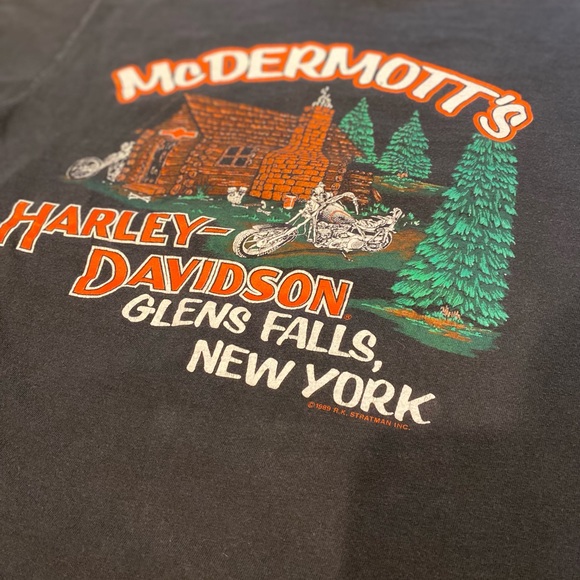 McDERMOTT'S
HARLEY-
DAVIDSON®
GLENS FALLS,
NEW YORK
©1989 R.K. STRATMAN INC.